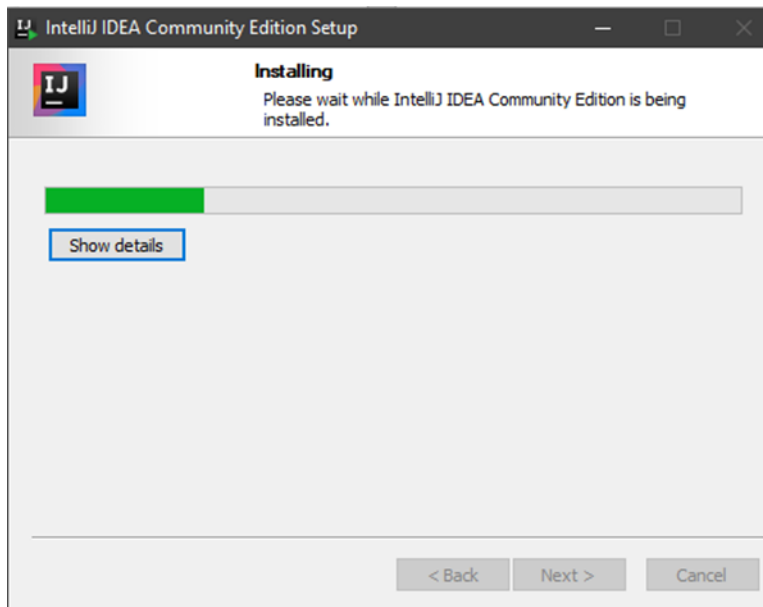 IntelliJ IDEA Community Edition Setup
IJ
Installing
Please wait while IntelliJ IDEA Community Edition is being
installed.
Show details
< Back
Next >
Cancel